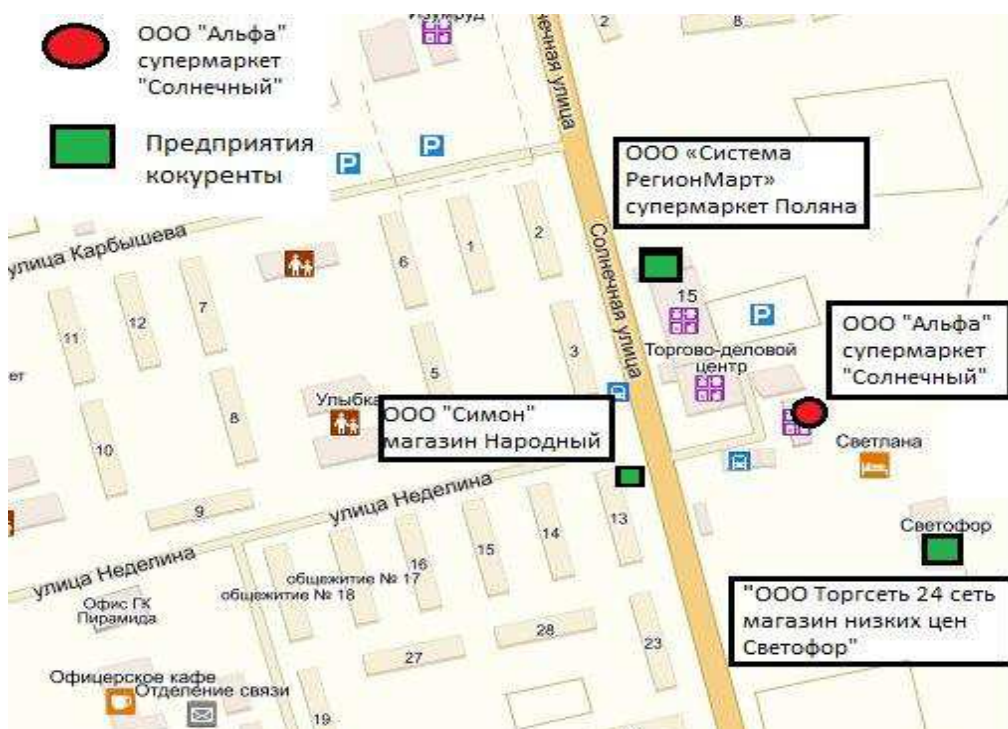 ООО "Альфа"
супермаркет
"Солнечный"
Предприятия
кокуренты
2
8
P
P
Солнечная улица
ООО «Система
РегионМарт»
супермаркет Поляна
улица Карбышева
6
1
2
7
12
11
15
P
Торгово-деловой
центр
ООО "Альфа"
супермаркет
"Солнечный"
3
5
Улыбка
8
10
ООО "Симон"
магазин Народный
Светлана
улица Неделина
9
13
14
15
16
Светофор
улица Неделина
общежитие № 17
общежитие № 18
Офис ГК
Пирамида
"ООО Торгсеть 24 сеть
магазин низких цен
Светофор"
28
27
23
Офицерское кафе
Отделение связи
19